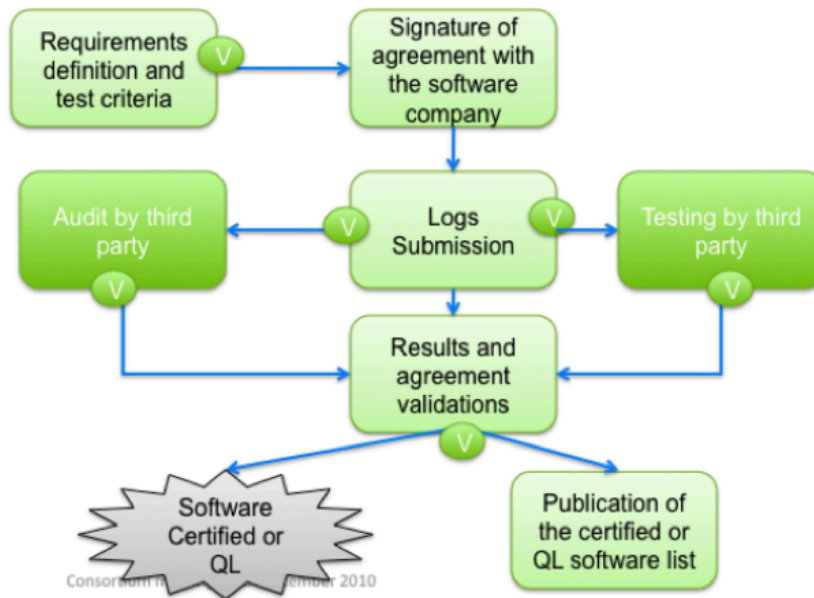 Requirements
definition and
test criteria
V
Signature of
agreement with
the software
company
Audit by third
party
V
V
Logs
Submission
V
Testing by third
party
V
Results and
agreement
validations
V
Software
Certified or
QL
Publication of
the certified or
QL software list
Consortium 2010